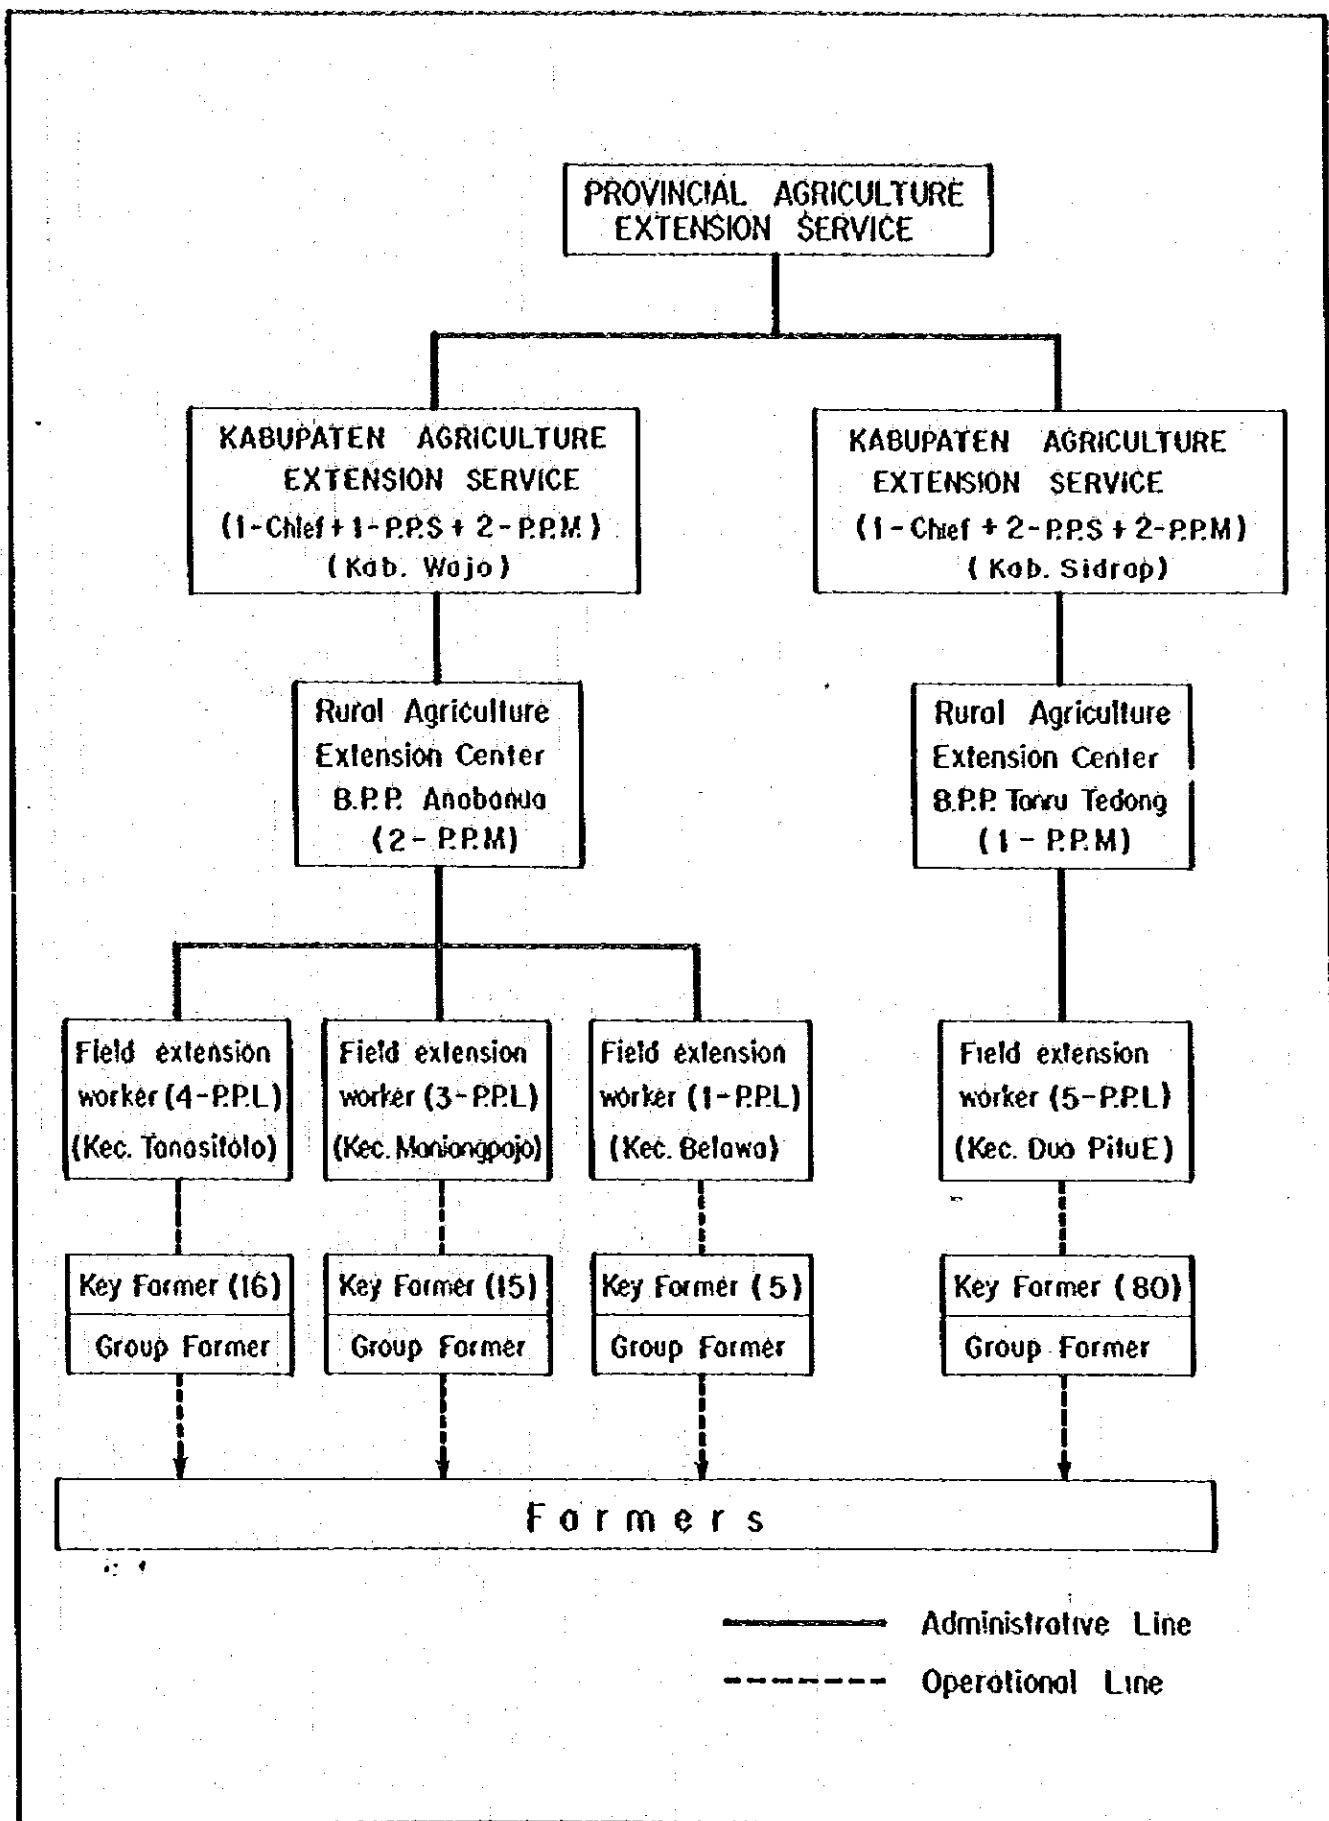 PROVINCIAL AGRICULTURE
EXTENSION SERVICE
KABUPATEN AGRICULTURE
EXTENSION SERVICE
(1-Chief + 1-P.P.S + 2-P.P.M)
(Kab. Wajo)
KABUPATEN AGRICULTURE
EXTENSION SERVICE
(1-Chief + 2-P.P.S + 2-P.P.M)
(Kab. Sidrap)
Rural Agriculture
Extension Center
B.P.P. Anabanua
(2-P.P.M)
Rural Agriculture
Extension Center
B.P.P. Tanru Tedong
(1-P.P.M)
Field extension
worker (4-P.P.L)
(Kec. Tanasitolo)
Field extension
worker (3-P.P.L)
(Kec. Maniangpajo)
Field extension
worker (1-P.P.L)
(Kec. Belawa)
Field extension
worker (5-P.P.L)
(Kec. Dua PituE)
Key Farmer (16)
Group Farmer
Key Farmer (15)
Group Farmer
Key Farmer (5)
Group Farmer
Key Farmer (80)
Group Farmer
Farmers
Administrative Line
Operational Line